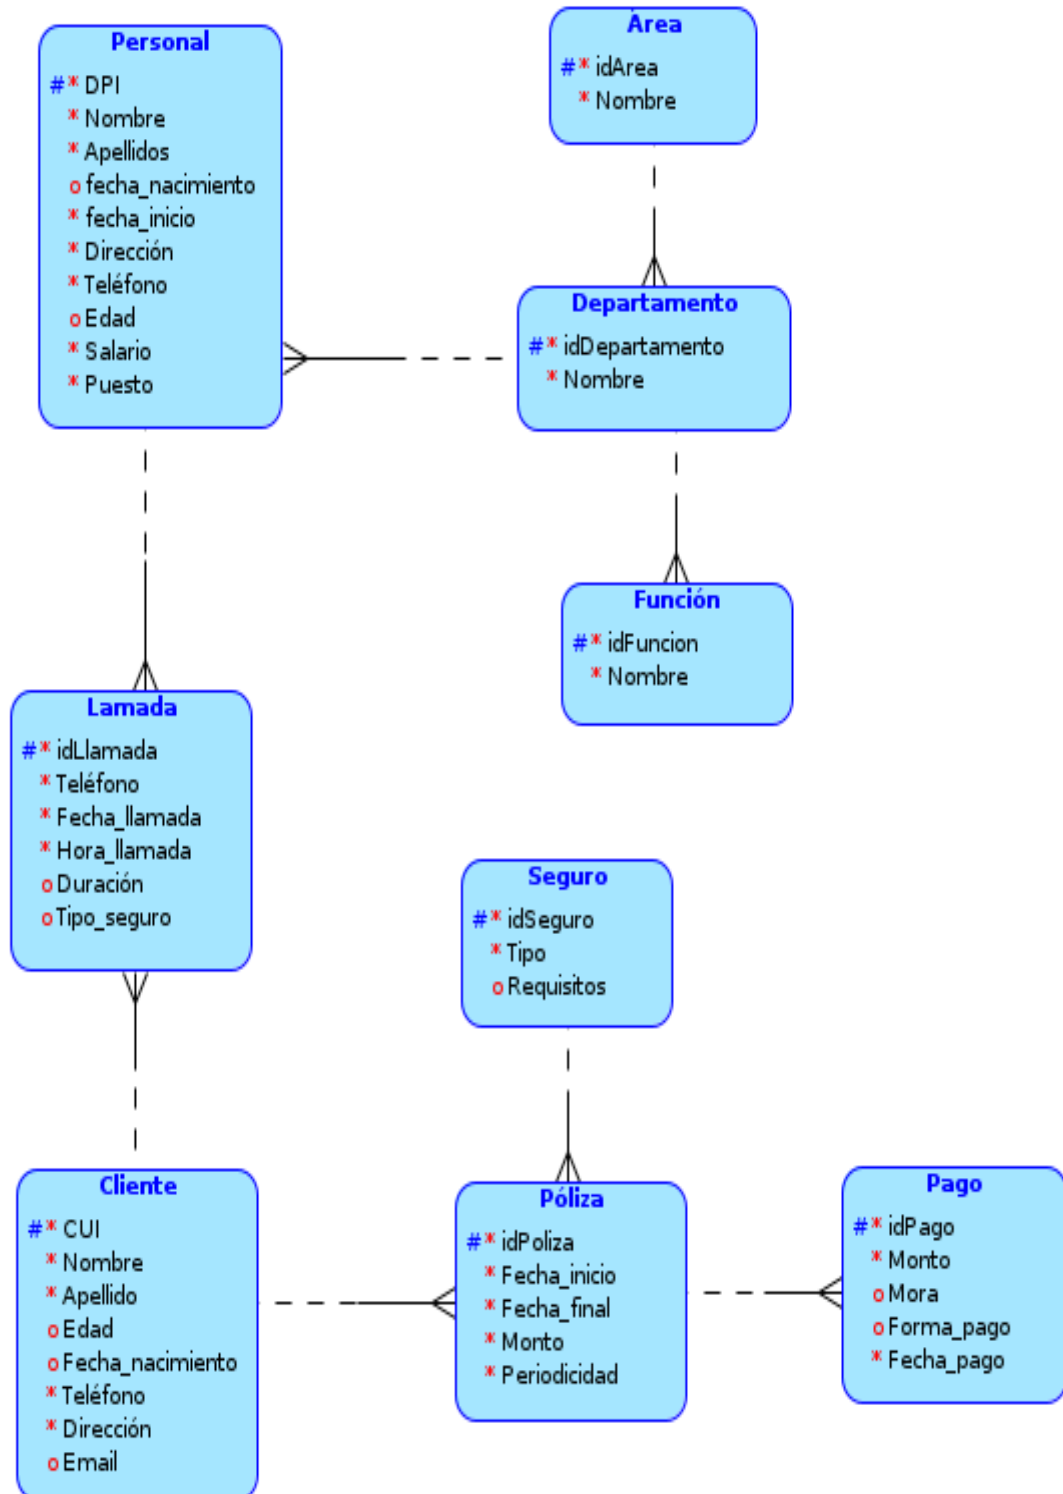 Personal
#* DPI
* Nombre
* Apellidos
o fecha_nacimiento
* fecha_inicio
* Dirección
* Teléfono
o Edad
* Salario
* Puesto
Área
#* idArea
* Nombre
Departamento
#* idDepartamento
* Nombre
Función
#* idFuncion
* Nombre
Lamada
#* idLlamada
* Teléfono
* Fecha_llamada
* Hora_llamada
o Duración
o Tipo_seguro
Seguro
#* idSeguro
* Tipo
o Requisitos
Cliente
#* CUI
* Nombre
* Apellido
o Edad
o Fecha_nacimiento
* Teléfono
* Dirección
o Email
Póliza
#* idPoliza
* Fecha_inicio
* Fecha_final
* Monto
* Periodicidad
Pago
#* idPago
* Monto
o Mora
o Forma_pago
* Fecha_pago